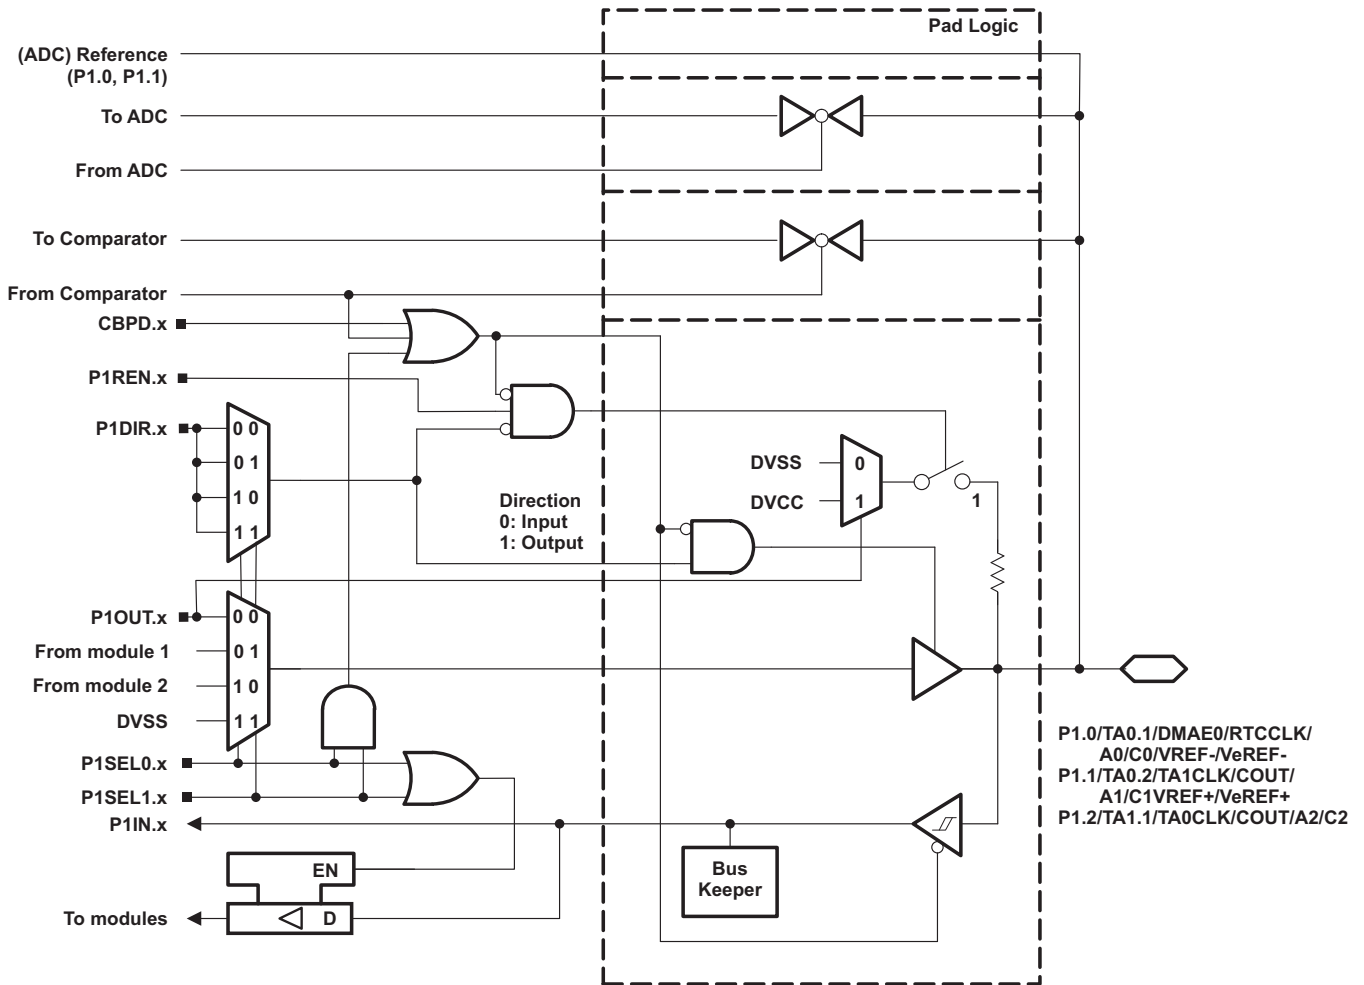 Pad Logic
(ADC) Reference
(P1.0, P1.1)
To ADC
From ADC
To Comparator
From Comparator
CBPD.x
P1REN.x
P1DIR.x
0 0
0 1
1 0
1 1
Direction
0: Input
1: Output
DVSS
0
DVCC
1
1
P1OUT.x
0 0
From module 1
0 1
From module 2
1 0
DVSS
1 1
P1SEL0.x
P1SEL1.x
P1IN.x
P1.0/TA0.1/DMAE0/RTCCLK/
A0/C0/VREF-/VeREF-
P1.1/TA0.2/TA1CLK/COUT/
A1/C1VREF+/VeREF+
P1.2/TA1.1/TA0CLK/COUT/A2/C2
Bus
Keeper
EN
To modules
D